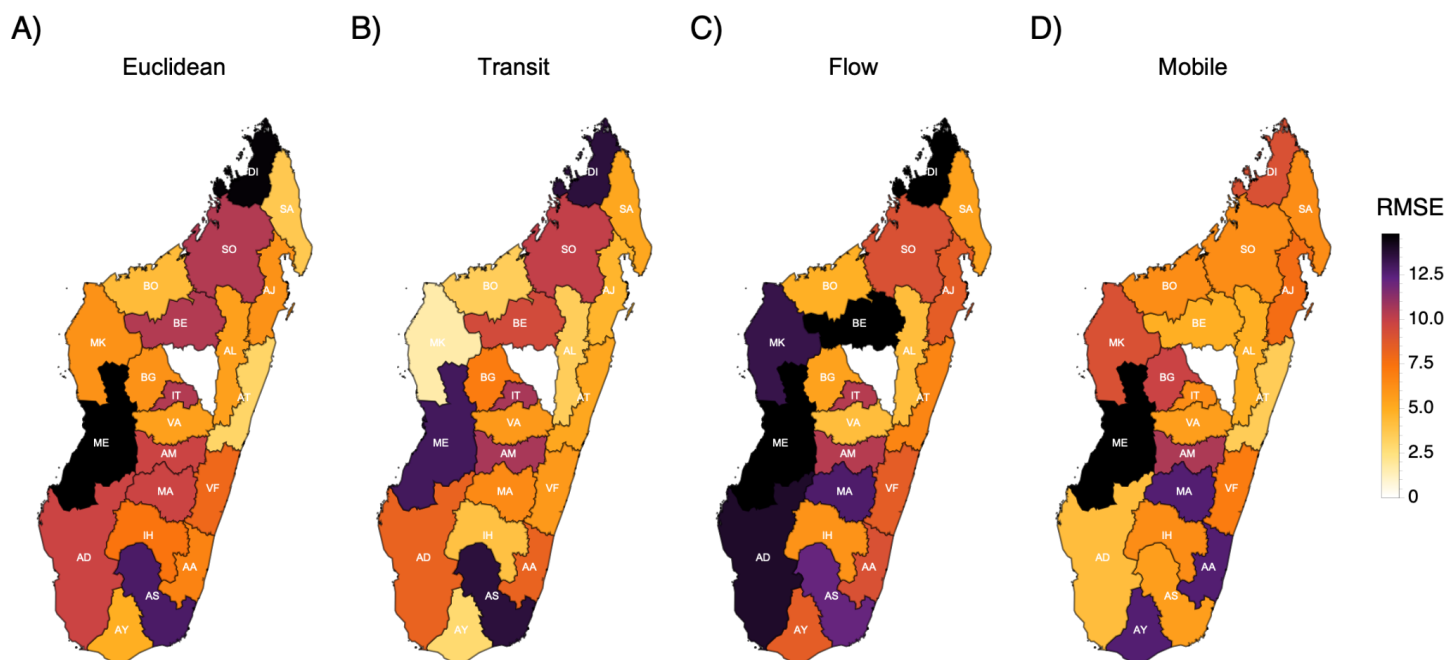 A)
B)
C)
D)
Euclidean
Transit
Flow
Mobile
DI
SA
SO
BO
AJ
BE
MK
AL
BG
IT
AT
VA
ME
AM
MA
VF
IH
AD
AA
AS
AY
DI
SA
SO
BO
AJ
BE
MK
AL
BG
IT
AT
VA
ME
AM
MA
VF
IH
AD
AA
AS
AY
DI
SA
SO
BO
AJ
BE
MK
AL
BG
IT
AT
VA
ME
AM
MA
VF
IH
AD
AA
AS
AY
DI
SA
SO
BO
AJ
BE
MK
AL
BG
IT
AT
VA
ME
AM
MA
VF
IH
AD
AA
AS
AY
RMSE
12.5
10.0
7.5
5.0
2.5
0